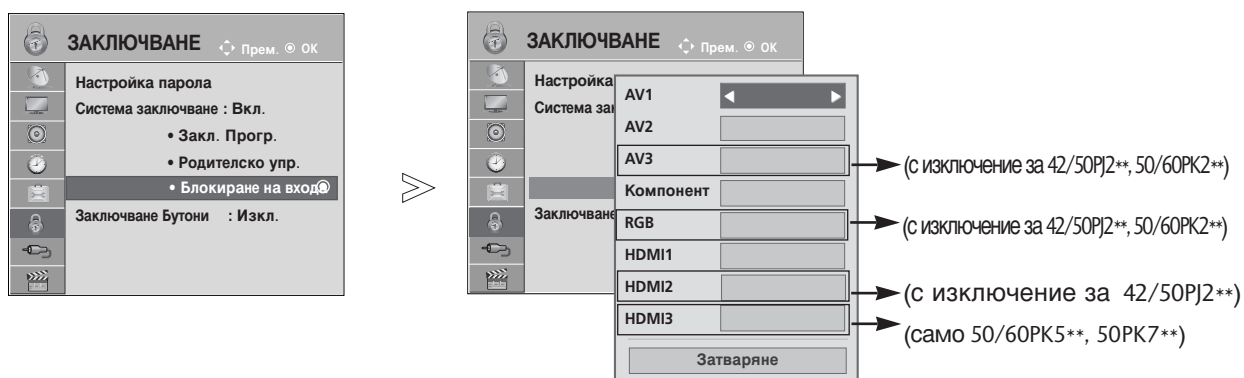 ЗАКЛЮЧВАНЕ Прем. OK
Настройка парола
Система заключване : Вкл.
• Закл. Прогр.
• Родителско упр.
• Блокиране на входа
Заключване Бутони : Изкл.
ЗАКЛЮЧВАНЕ Прем. OK
Настройка
Система зак
Заключване
AV1
AV2
AV3
Компонент
RGB
HDMI1
HDMI2
HDMI3
Затваряне
(с изключение за 42/50PJ2**, 50/60PK2**)
(с изключение за 42/50PJ2**, 50/60PK2**)
(с изключение за 42/50PJ2**)
(само 50/60PK5**, 50PK7**)